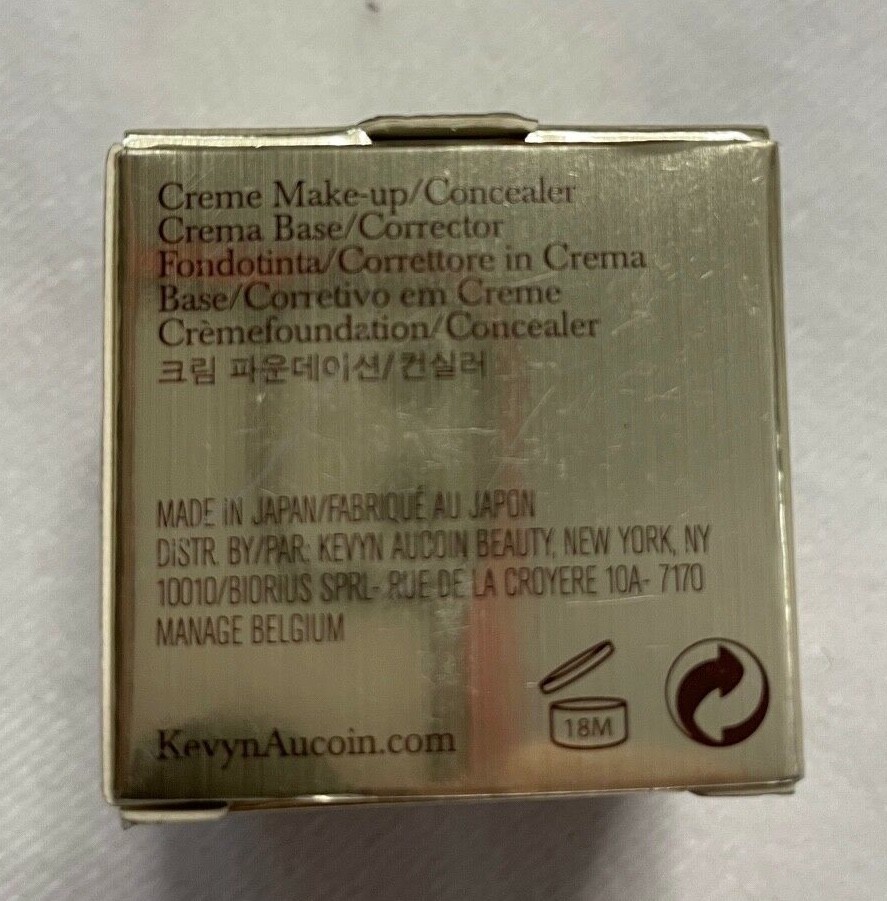 Creme Make-up/Concealer
Crema Base/Corrector
Fondotinta/Correttore in Crema
Base/Corretivo em Creme
Crèmefoundation/Concealer
크림 파운데이션/컨실러
MADE IN JAPAN/FABRIQUÉ AU JAPON
DISTR. BY/PAR: KEVYN AUCOIN BEAUTY, NEW YORK, NY
10010/BIORIUS SPRL- RUE DE LA CROYERE 10A- 7170
MANAGE BELGIUM
18M
KevynAucoin.com